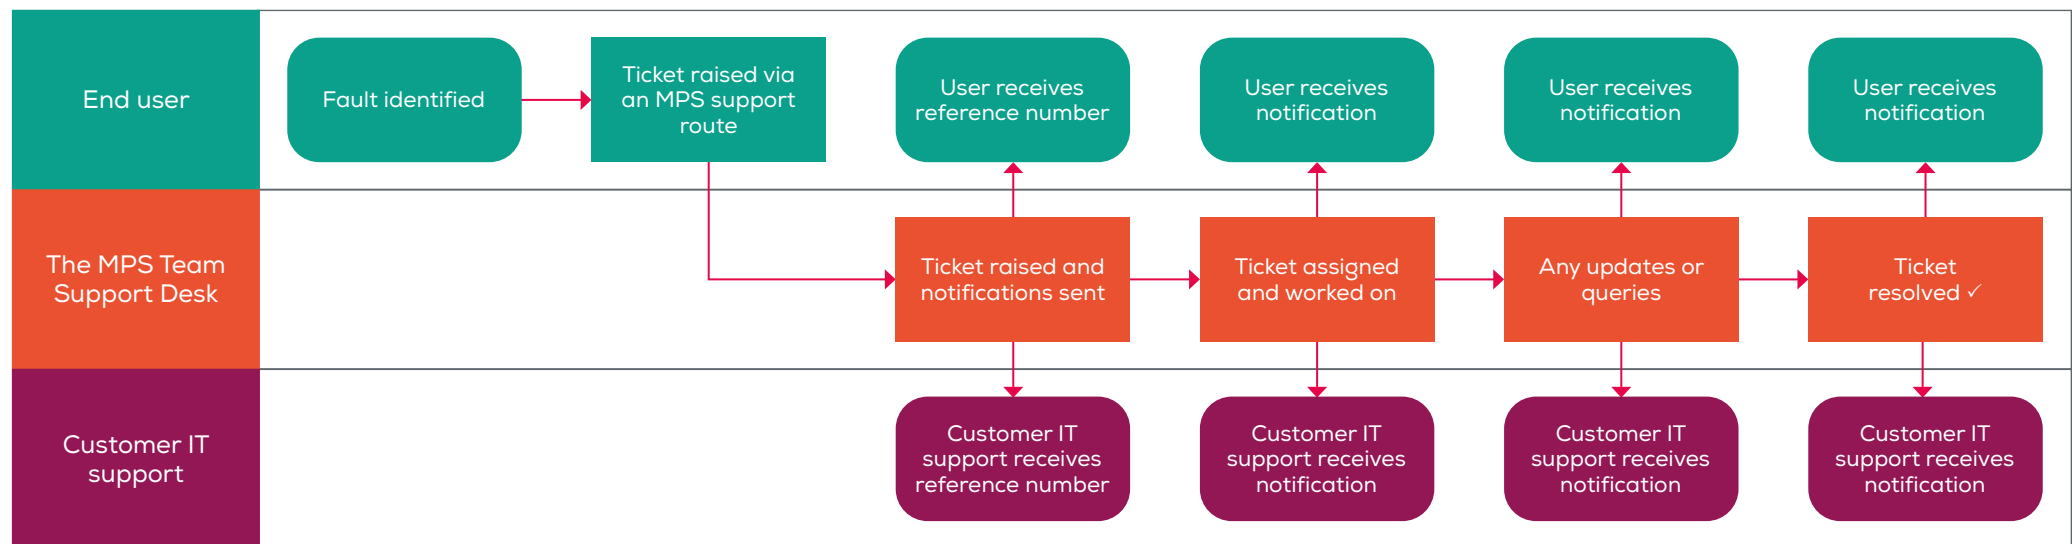 End user
Fault identified
Ticket raised via
an MPS support
route
User receives
reference number
User receives
notification
User receives
notification
User receives
notification
The MPS Team
Support Desk
Ticket raised and
notifications sent
Ticket assigned
and worked on
Any updates or
queries
Ticket
resolved ✓
Customer IT
support
Customer IT
support receives
reference number
Customer IT
support receives
notification
Customer IT
support receives
notification
Customer IT
support receives
notification